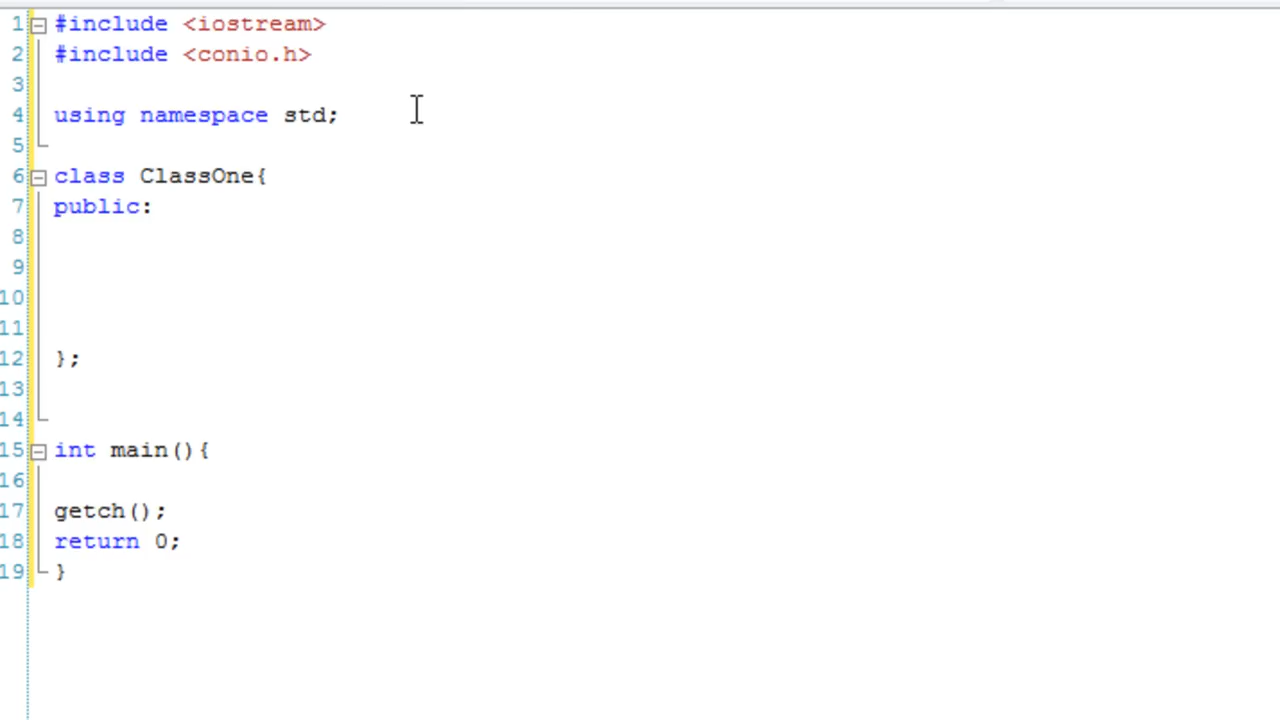 1 #include <iostream>
2 #include <conio.h>
3
4 using namespace std;
5
6 class ClassOne{
7 public:
8
9
10
11
12 };
13
14
15 int main(){
16
17 getch();
18 return 0;
19 }